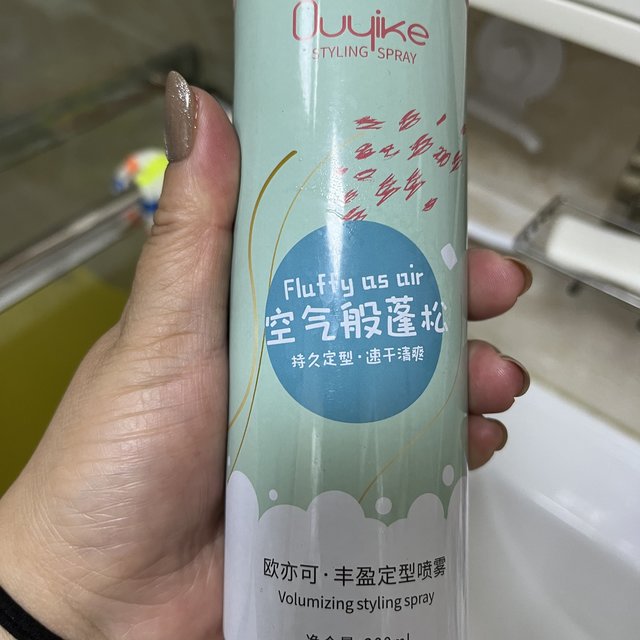 Ouyike
STYLING SPRAY
Fluffy as air
空气般蓬松
持久定型·速干清爽
欧亦可·丰盈定型喷雾
Volumizing styling spray